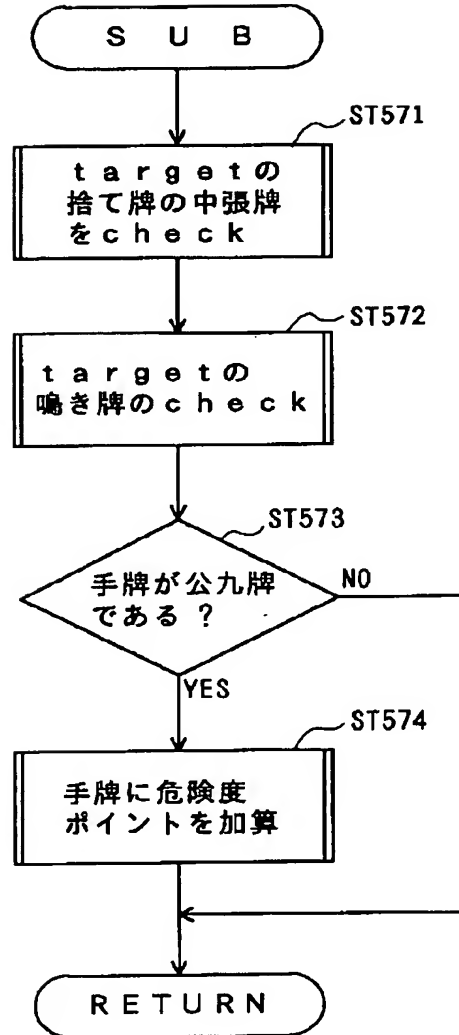 SUB
ST571
targetの
捨て牌の中張牌
をcheck
ST572
targetの
鳴き牌のcheck
ST573
手牌が公九牌
である?
NO
YES
ST574
手牌に危険度
ポイントを加算
RETURN